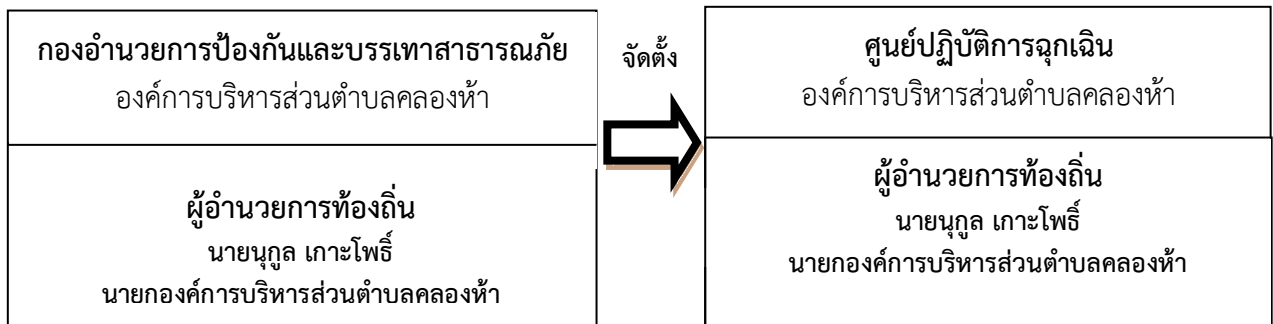 กองอำนวยการป้องกันและบรรเทาสาธารณภัย
องค์การบริหารส่วนตำบลคลองห้า
ผู้อำนวยการท้องถิ่น
นายนุกูล เกาะโพธิ์
นายกองค์การบริหารส่วนตำบลคลองห้า
จัดตั้ง
ศูนย์ปฏิบัติการฉุกเฉิน
องค์การบริหารส่วนตำบลคลองห้า
ผู้อำนวยการท้องถิ่น
นายนุกูล เกาะโพธิ์
นายกองค์การบริหารส่วนตำบลคลองห้า